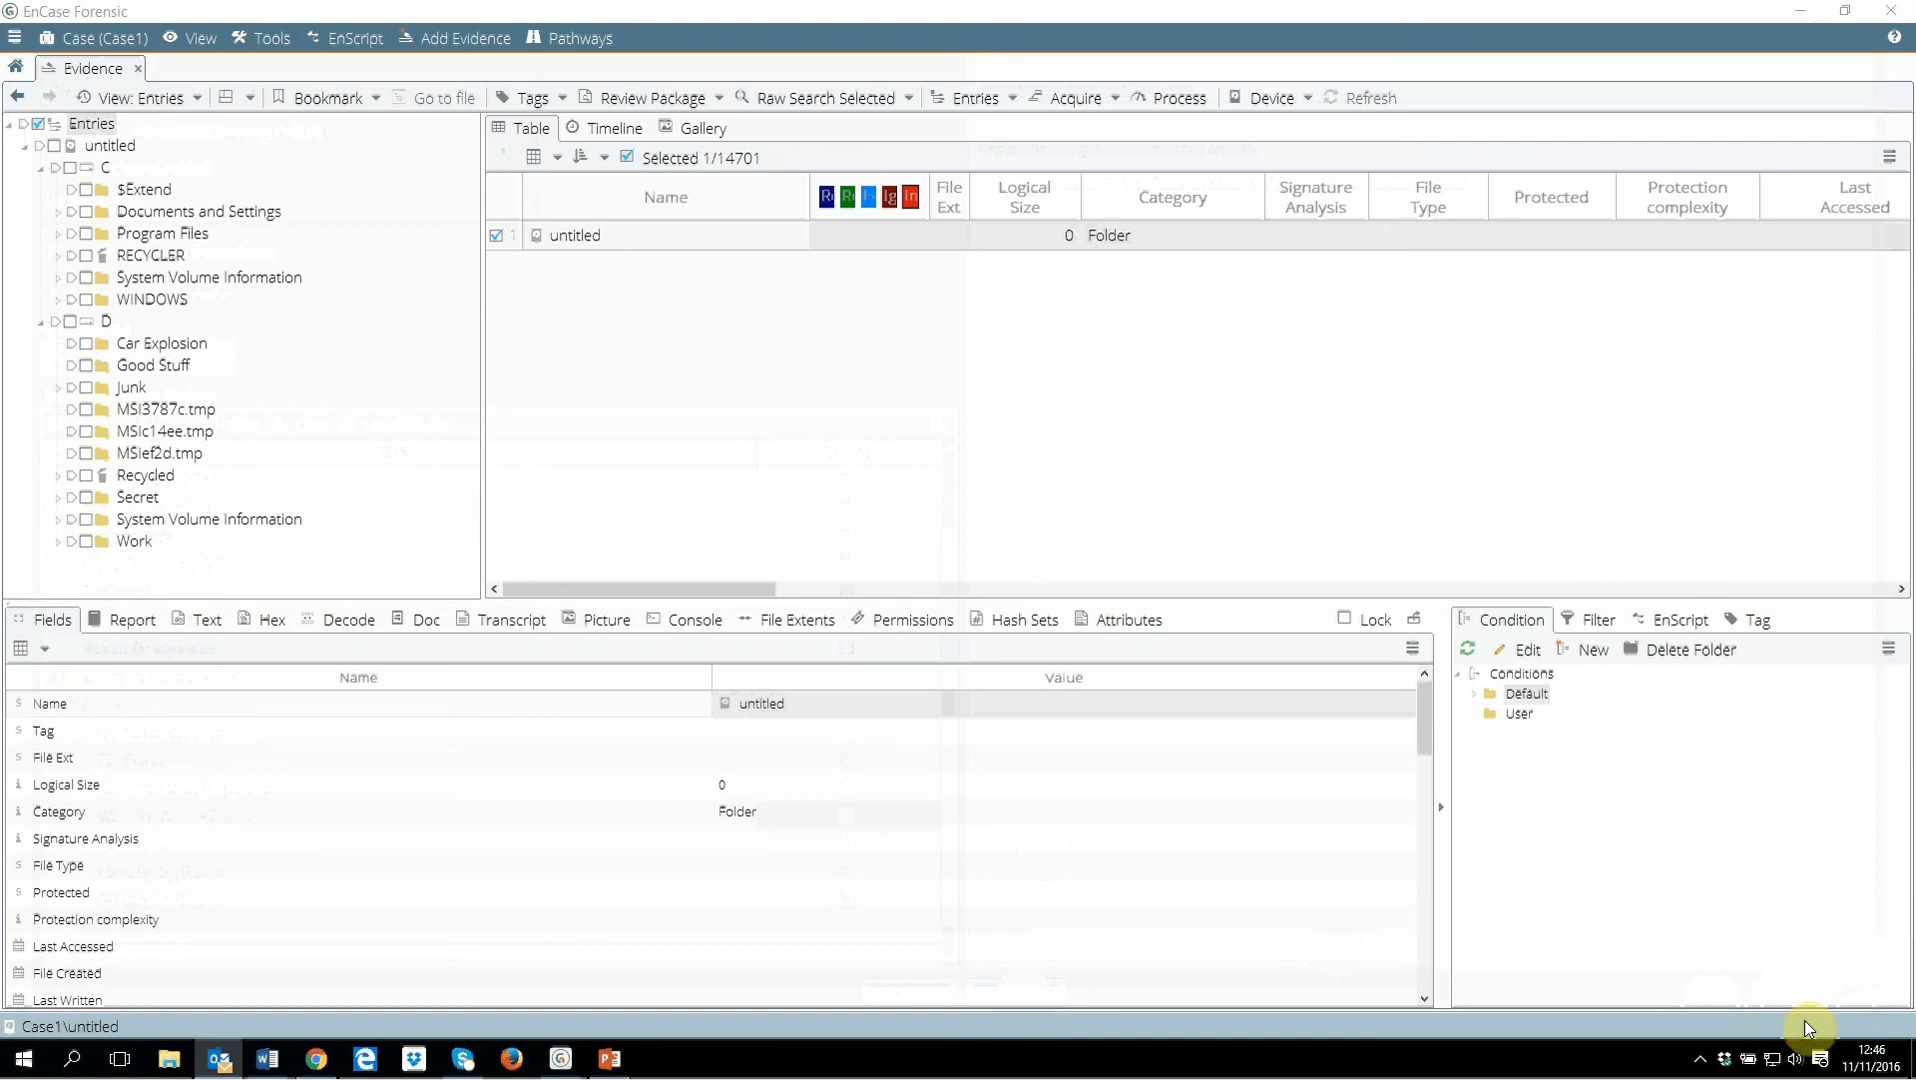 EnCase Forensic
Case (Case1) View Tools EnScript Add Evidence Pathways
Evidence
View: Entries Bookmark Go to file Tags Review Package Raw Search Selected Entries Acquire Process Device Refresh
Entries
untitled
C
$Extend
Documents and Settings
Program Files
RECYCLER
System Volume Information
WINDOWS
D
Car Explosion
Good Stuff
Junk
MSI3787c.tmp
MSIc14ee.tmp
MSIef2d.tmp
Recycled
Secret
System Volume Information
Work
Table Timeline Gallery
Selected 1/14701
Name File Ext Logical Size Category Signature Analysis File Type Protected Protection complexity Last Accessed
1 untitled 0 Folder
Fields Report Text Hex Decode Doc Transcript Picture Console File Extents Permissions Hash Sets Attributes Lock
Name Value
Name untitled
Tag
File Ext
Logical Size 0
Category Folder
Signature Analysis
File Type
Protected
Protection complexity
Last Accessed
File Created
Last Written
Condition Filter EnScript Tag
Edit New Delete Folder
Conditions
Default
User
Case1\untitled
12:46
11/11/2016